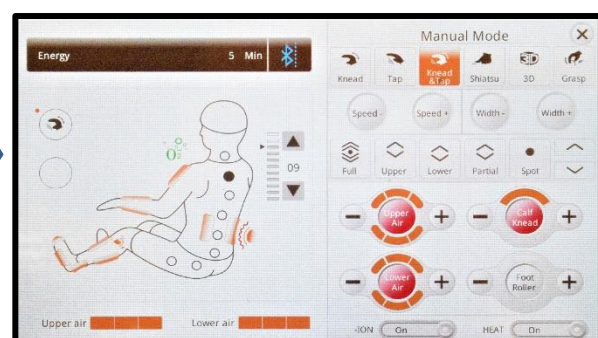 Energy 5 Min
O₂
09
Upper air Lower air
Manual Mode
Knead Tap Knead &Tap Shiatsu 3D Grasp
3D
Speed - Speed + Width - Width +
Full Upper Lower Partial Spot
Upper Air
Calf Knead
Lower Air
Foot Roller
-ION On HEAT On